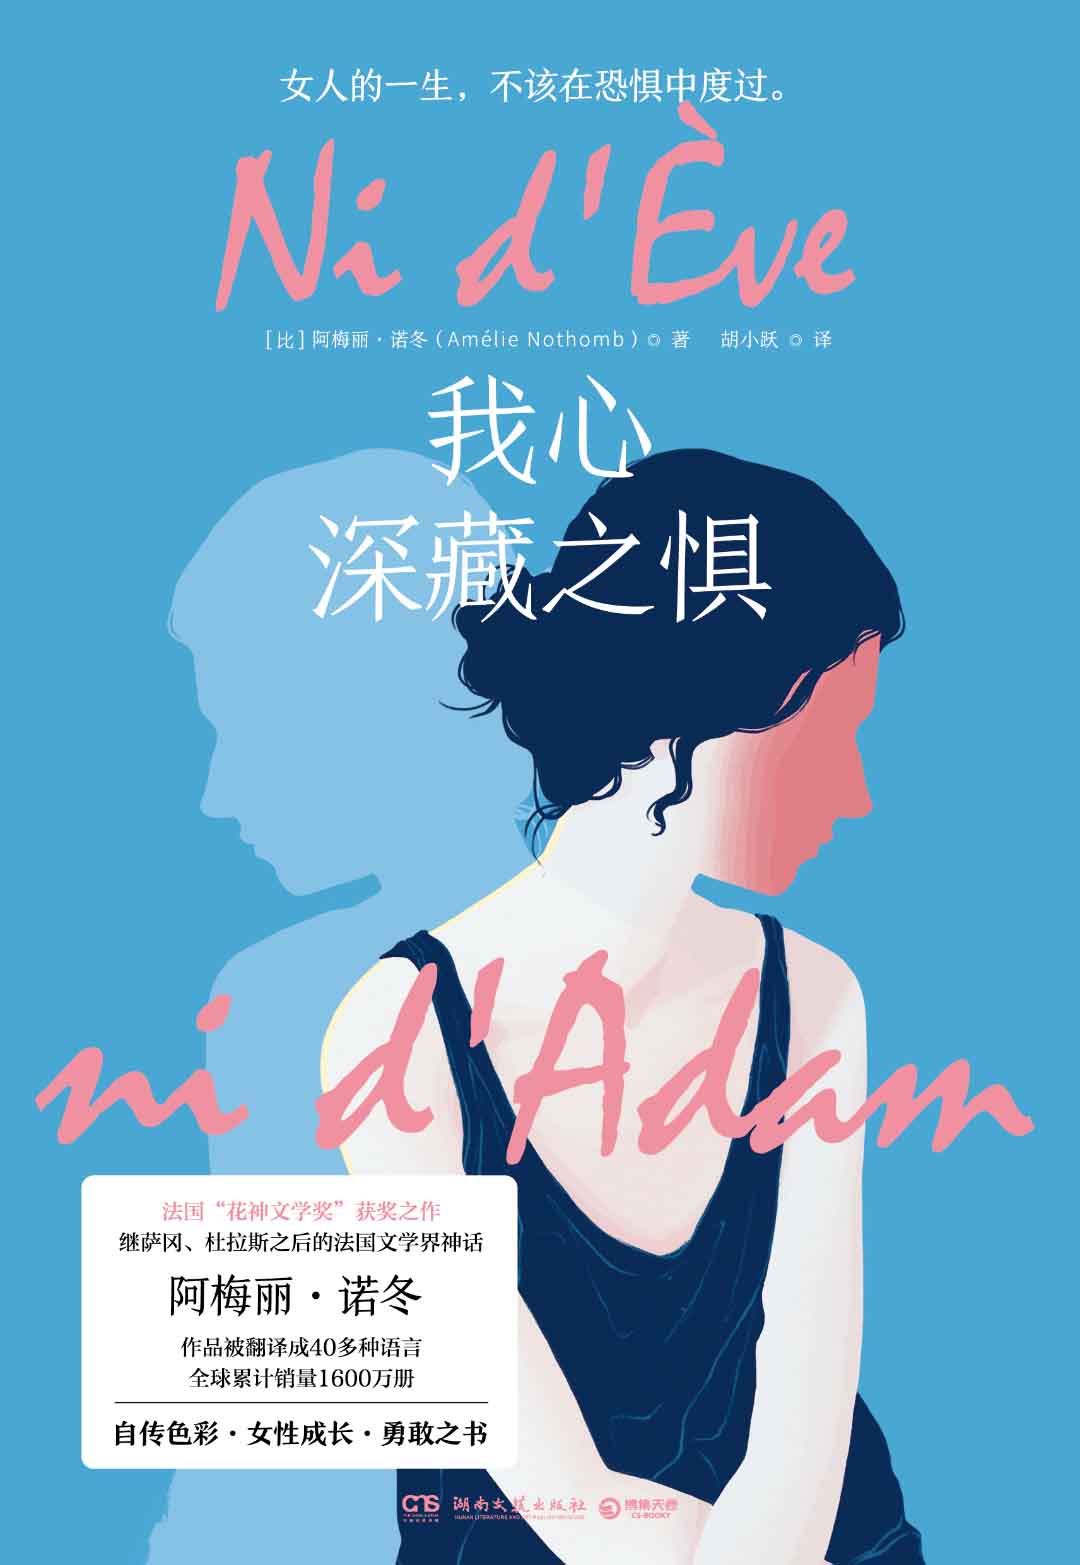 女人的一生，不该在恐惧中度过。
Ni d'Ève
[比] 阿梅丽·诺冬（Amélie Nothomb）◎ 著 胡小跃 ◎ 译
我心
深藏之惧
ni d'Adam
法国“花神文学奖”获奖之作
继萨冈、杜拉斯之后的法国文学界神话
阿梅丽·诺冬
作品被翻译成40多种语言
全球累计销量1600万册
自传色彩·女性成长·勇敢之书
湖南文艺出版社
HUNAN LITERATURE AND ART PUBLISHING HOUSE
博集天卷
CS-BOOKY